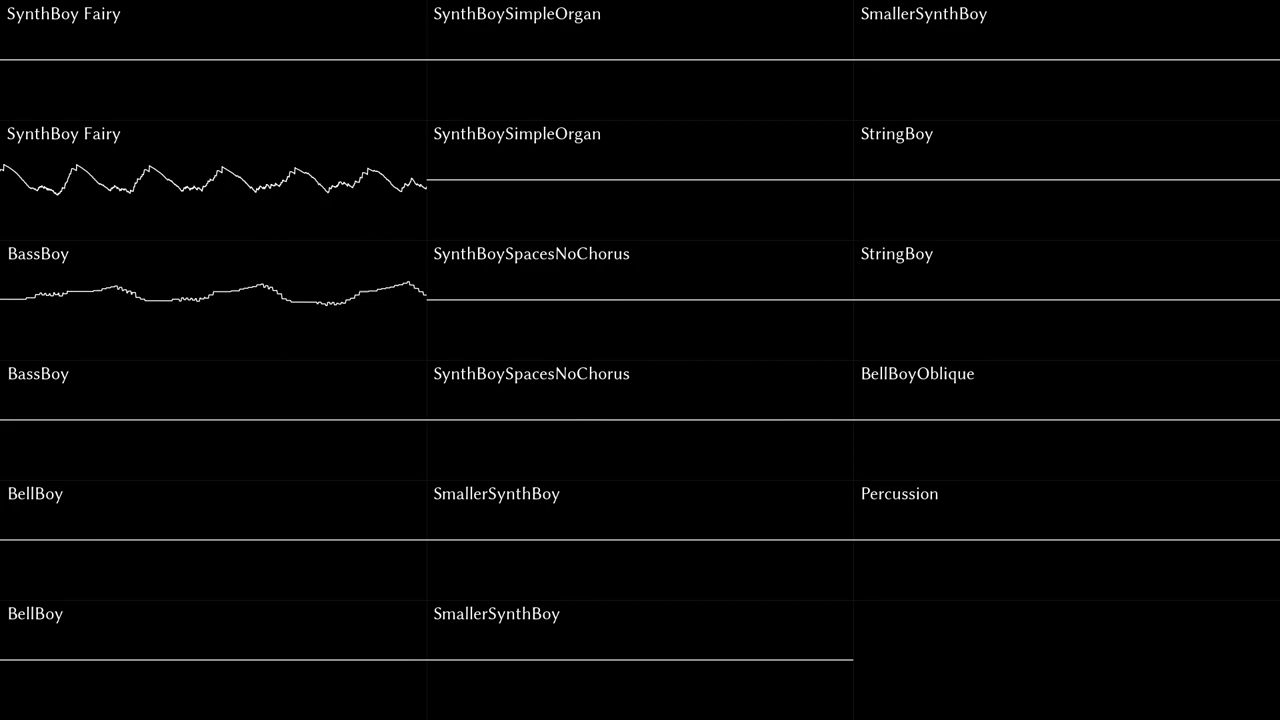 SynthBoy Fairy
SynthBoySimpleOrgan
SmallerSynthBoy
SynthBoy Fairy
SynthBoySimpleOrgan
StringBoy
BassBoy
SynthBoySpacesNoChorus
StringBoy
BassBoy
SynthBoySpacesNoChorus
BellBoyOblique
BellBoy
SmallerSynthBoy
Percussion
BellBoy
SmallerSynthBoy